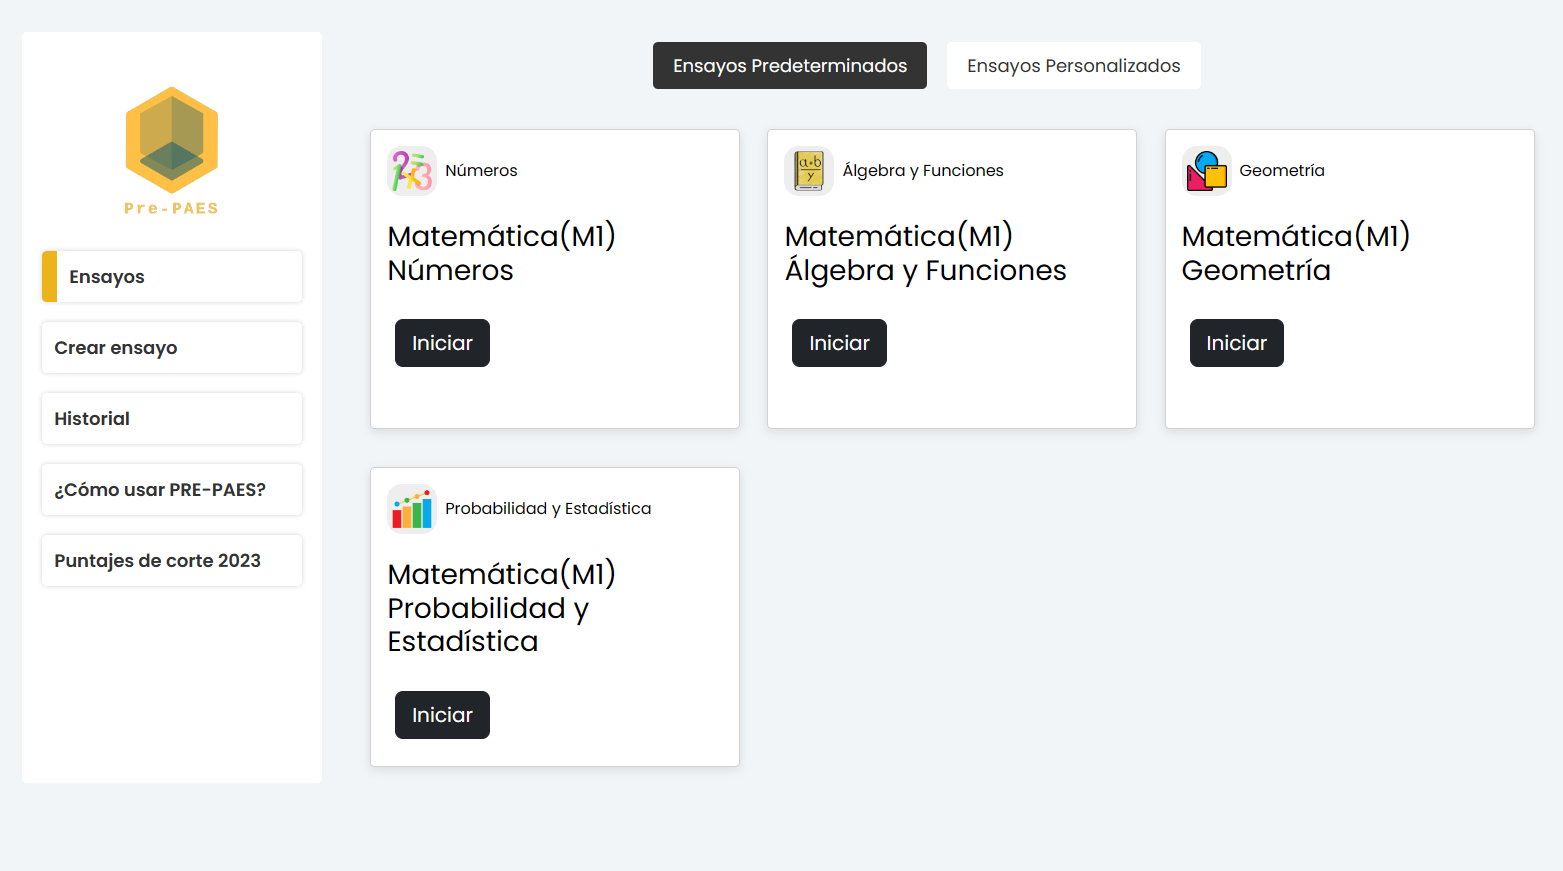 Pre-PAES
Ensayos
Crear ensayo
Historial
¿Cómo usar PRE-PAES?
Puntajes de corte 2023
Ensayos Predeterminados
Ensayos Personalizados
Números
Matemática(M1)
Números
Iniciar
Álgebra y Funciones
Matemática(M1)
Álgebra y Funciones
Iniciar
Geometría
Matemática(M1)
Geometría
Iniciar
Probabilidad y Estadística
Matemática(M1)
Probabilidad y
Estadística
Iniciar